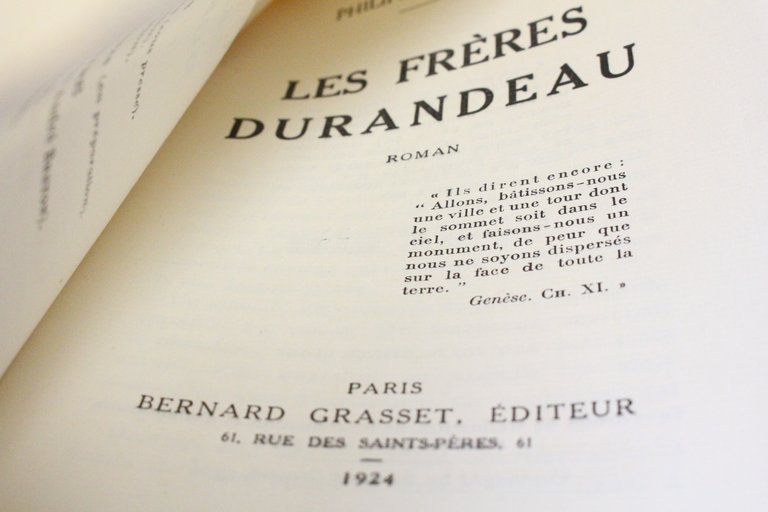 LES FRÈRES
DURANDEAU
ROMAN
« Ils dirent encore :
“ Allons, bâtissons-nous
une ville et une tour dont
le sommet soit dans le
ciel, et faisons-nous un
monument, de peur que
nous ne soyons dispersés
sur la face de toute la
terre. ”
Genèse. CH. XI. »
PARIS
BERNARD GRASSET, ÉDITEUR
61, RUE DES SAINTS-PÈRES, 61
1924